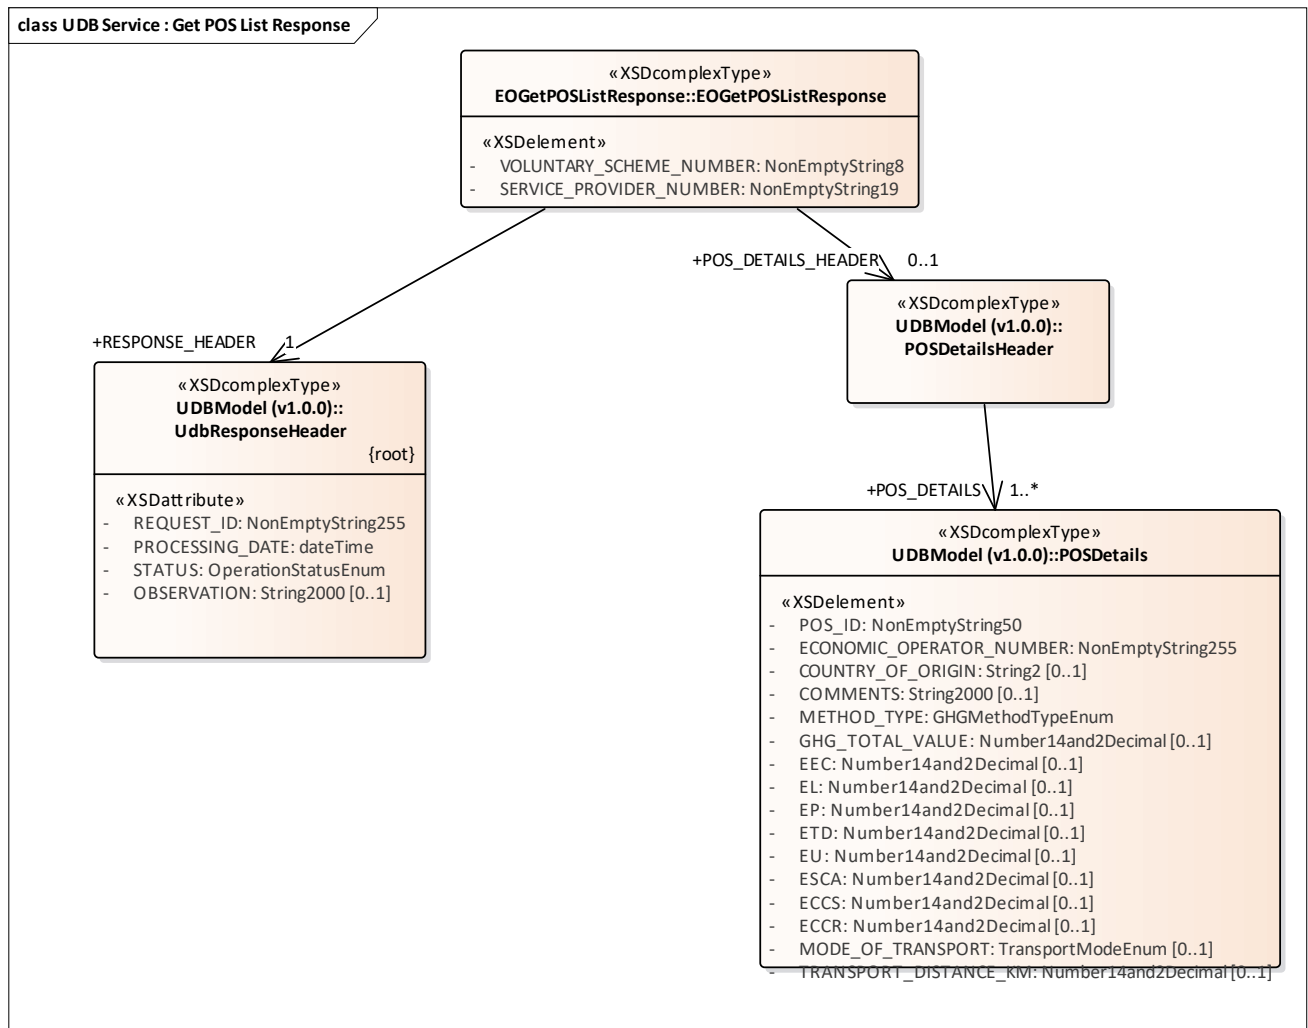 class UDB Service : Get POS List Response
«XSDcomplexType»
EOGetPOSListResponse::EOGetPOSListResponse
«XSDelement»
- VOLUNTARY_SCHEME_NUMBER: NonEmptyString8
- SERVICE_PROVIDER_NUMBER: NonEmptyString19
+POS_DETAILS_HEADER 0..1
«XSDcomplexType»
UDBModel (v1.0.0)::
POSDetailsHeader
+RESPONSE_HEADER 1
«XSDcomplexType»
UDBModel (v1.0.0)::
UdbResponseHeader
{root}
«XSDattribute»
- REQUEST_ID: NonEmptyString255
- PROCESSING_DATE: dateTime
- STATUS: OperationStatusEnum
- OBSERVATION: String2000 [0..1]
+POS_DETAILS 1..*
«XSDcomplexType»
UDBModel (v1.0.0)::POSDetails
«XSDelement»
- POS_ID: NonEmptyString50
- ECONOMIC_OPERATOR_NUMBER: NonEmptyString255
- COUNTRY_OF_ORIGIN: String2 [0..1]
- COMMENTS: String2000 [0..1]
- METHOD_TYPE: GHGMethodTypeEnum
- GHG_TOTAL_VALUE: Number14and2Decimal [0..1]
- EEC: Number14and2Decimal [0..1]
- EL: Number14and2Decimal [0..1]
- EP: Number14and2Decimal [0..1]
- ETD: Number14and2Decimal [0..1]
- EU: Number14and2Decimal [0..1]
- ESCA: Number14and2Decimal [0..1]
- ECCS: Number14and2Decimal [0..1]
- ECCR: Number14and2Decimal [0..1]
- MODE_OF_TRANSPORT: TransportModeEnum [0..1]
- TRANSPORT_DISTANCE_KM: Number14and2Decimal [0..1]